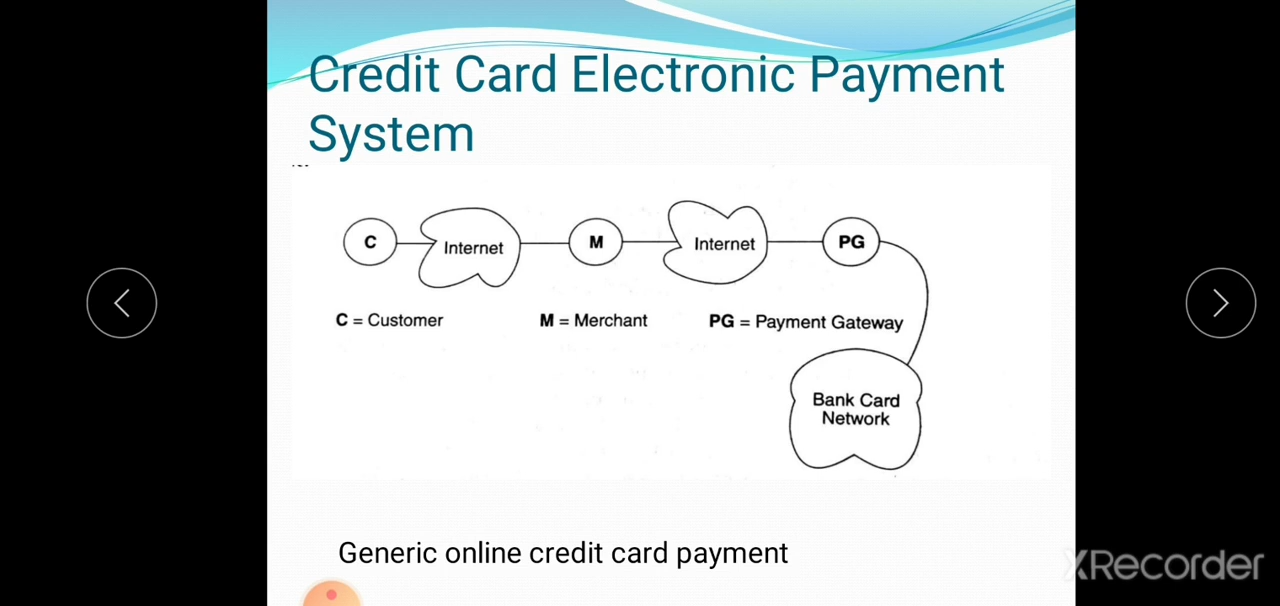 Credit Card Electronic Payment
System
C
Internet
M
Internet
PG
C = Customer
M = Merchant
PG = Payment Gateway
Bank Card
Network
Generic online credit card payment
XRecorder